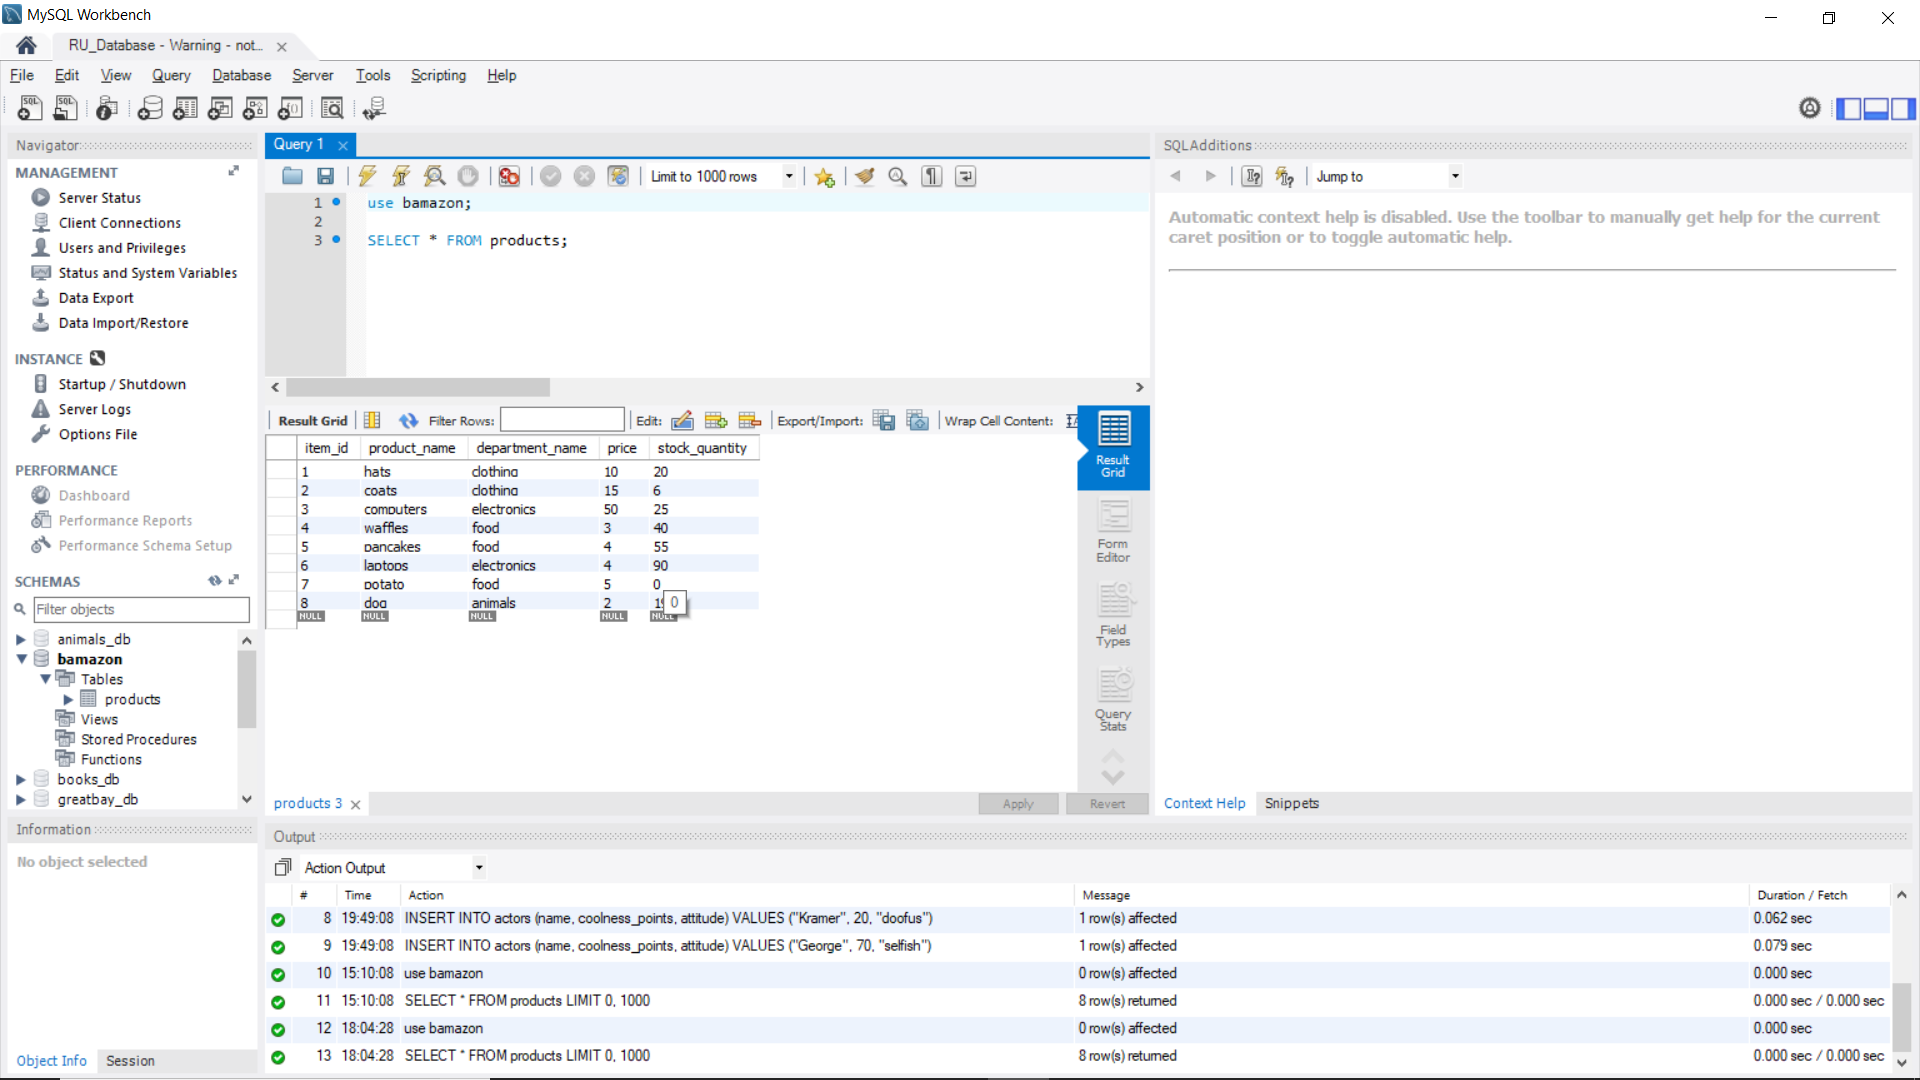 MySQL Workbench
RU_Database - Warning - not...
File Edit View Query Database Server Tools Scripting Help
Navigator
MANAGEMENT
Server Status
Client Connections
Users and Privileges
Status and System Variables
Data Export
Data Import/Restore
INSTANCE
Startup / Shutdown
Server Logs
Options File
PERFORMANCE
Dashboard
Performance Reports
Performance Schema Setup
SCHEMAS
Filter objects
animals_db
bamazon
Tables
products
Views
Stored Procedures
Functions
books_db
greatbay_db
Information
No object selected
Object Info Session
Query 1
Limit to 1000 rows
1 use bamazon;
2
3 SELECT * FROM products;
Result Grid Filter Rows: Edit: Export/Import: Wrap Cell Content:
item_id product_name department_name price stock_quantity
1 hats clothing 10 20
2 coats clothing 15 6
3 computers electronics 50 25
4 waffles food 3 40
5 pancakes food 4 55
6 laptops electronics 4 90
7 potato food 5 0
8 dog animals 2
0
NULL NULL NULL NULL NULL
Result Grid
Form Editor
Field Types
Query Stats
products 3
Apply Revert
SQLAdditions
Jump to
Automatic context help is disabled. Use the toolbar to manually get help for the current
caret position or to toggle automatic help.
Context Help Snippets
Output
Action Output
# Time Action Message Duration / Fetch
8 19:49:08 INSERT INTO actors (name, coolness_points, attitude) VALUES ("Kramer", 20, "doofus") 1 row(s) affected 0.062 sec
9 19:49:08 INSERT INTO actors (name, coolness_points, attitude) VALUES ("George", 70, "selfish") 1 row(s) affected 0.079 sec
10 15:10:08 use bamazon 0 row(s) affected 0.000 sec
11 15:10:08 SELECT * FROM products LIMIT 0, 1000 8 row(s) returned 0.000 sec / 0.000 sec
12 18:04:28 use bamazon 0 row(s) affected 0.000 sec
13 18:04:28 SELECT * FROM products LIMIT 0, 1000 8 row(s) returned 0.000 sec / 0.000 sec